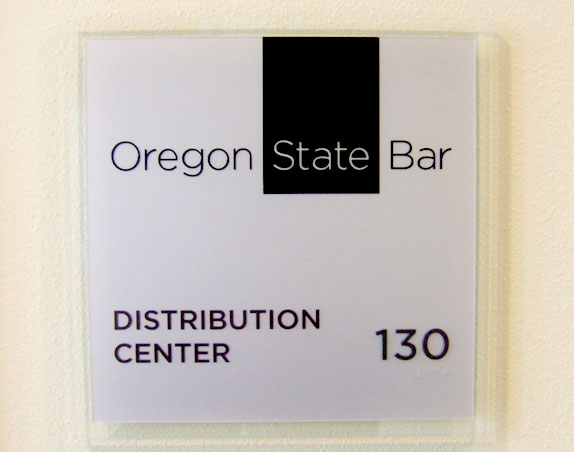 Oregon State Bar
DISTRIBUTION
CENTER
130